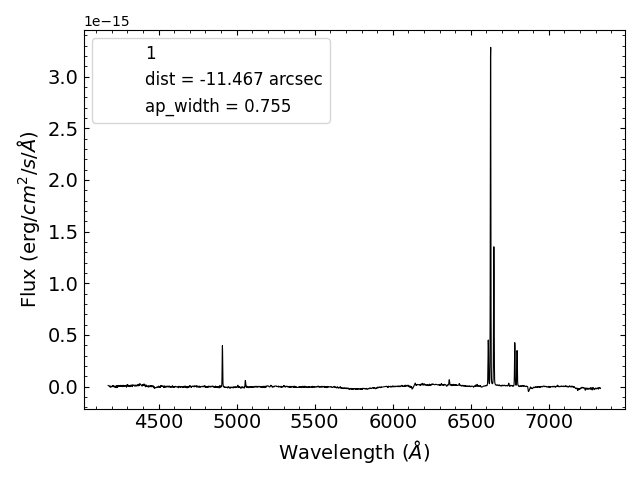 1e−15
1
dist = -11.467 arcsec
ap_width = 0.755
3.0
2.5
2.0
1.5
1.0
0.5
0.0
Flux (erg/cm²/s/Å)
4500 5000 5500 6000 6500 7000
Wavelength (Å)